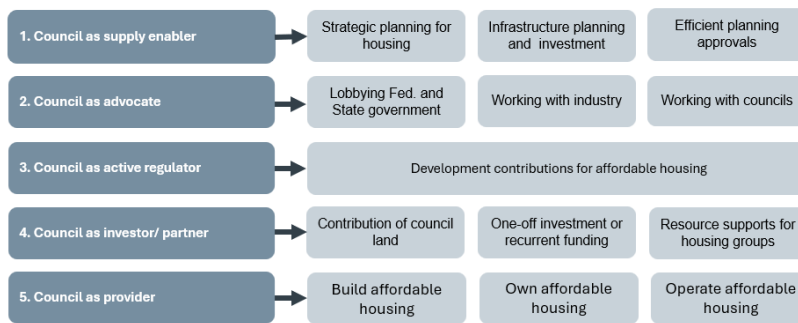 1. Council as supply enabler
Strategic planning for
housing
Infrastructure planning
and investment
Efficient planning
approvals
2. Council as advocate
Lobbying Fed. and
State government
Working with industry
Working with councils
3. Council as active regulator
Development contributions for affordable housing
4. Council as investor/ partner
Contribution of council
land
One-off investment or
recurrent funding
Resource supports for
housing groups
5. Council as provider
Build affordable
housing
Own affordable
housing
Operate affordable
housing